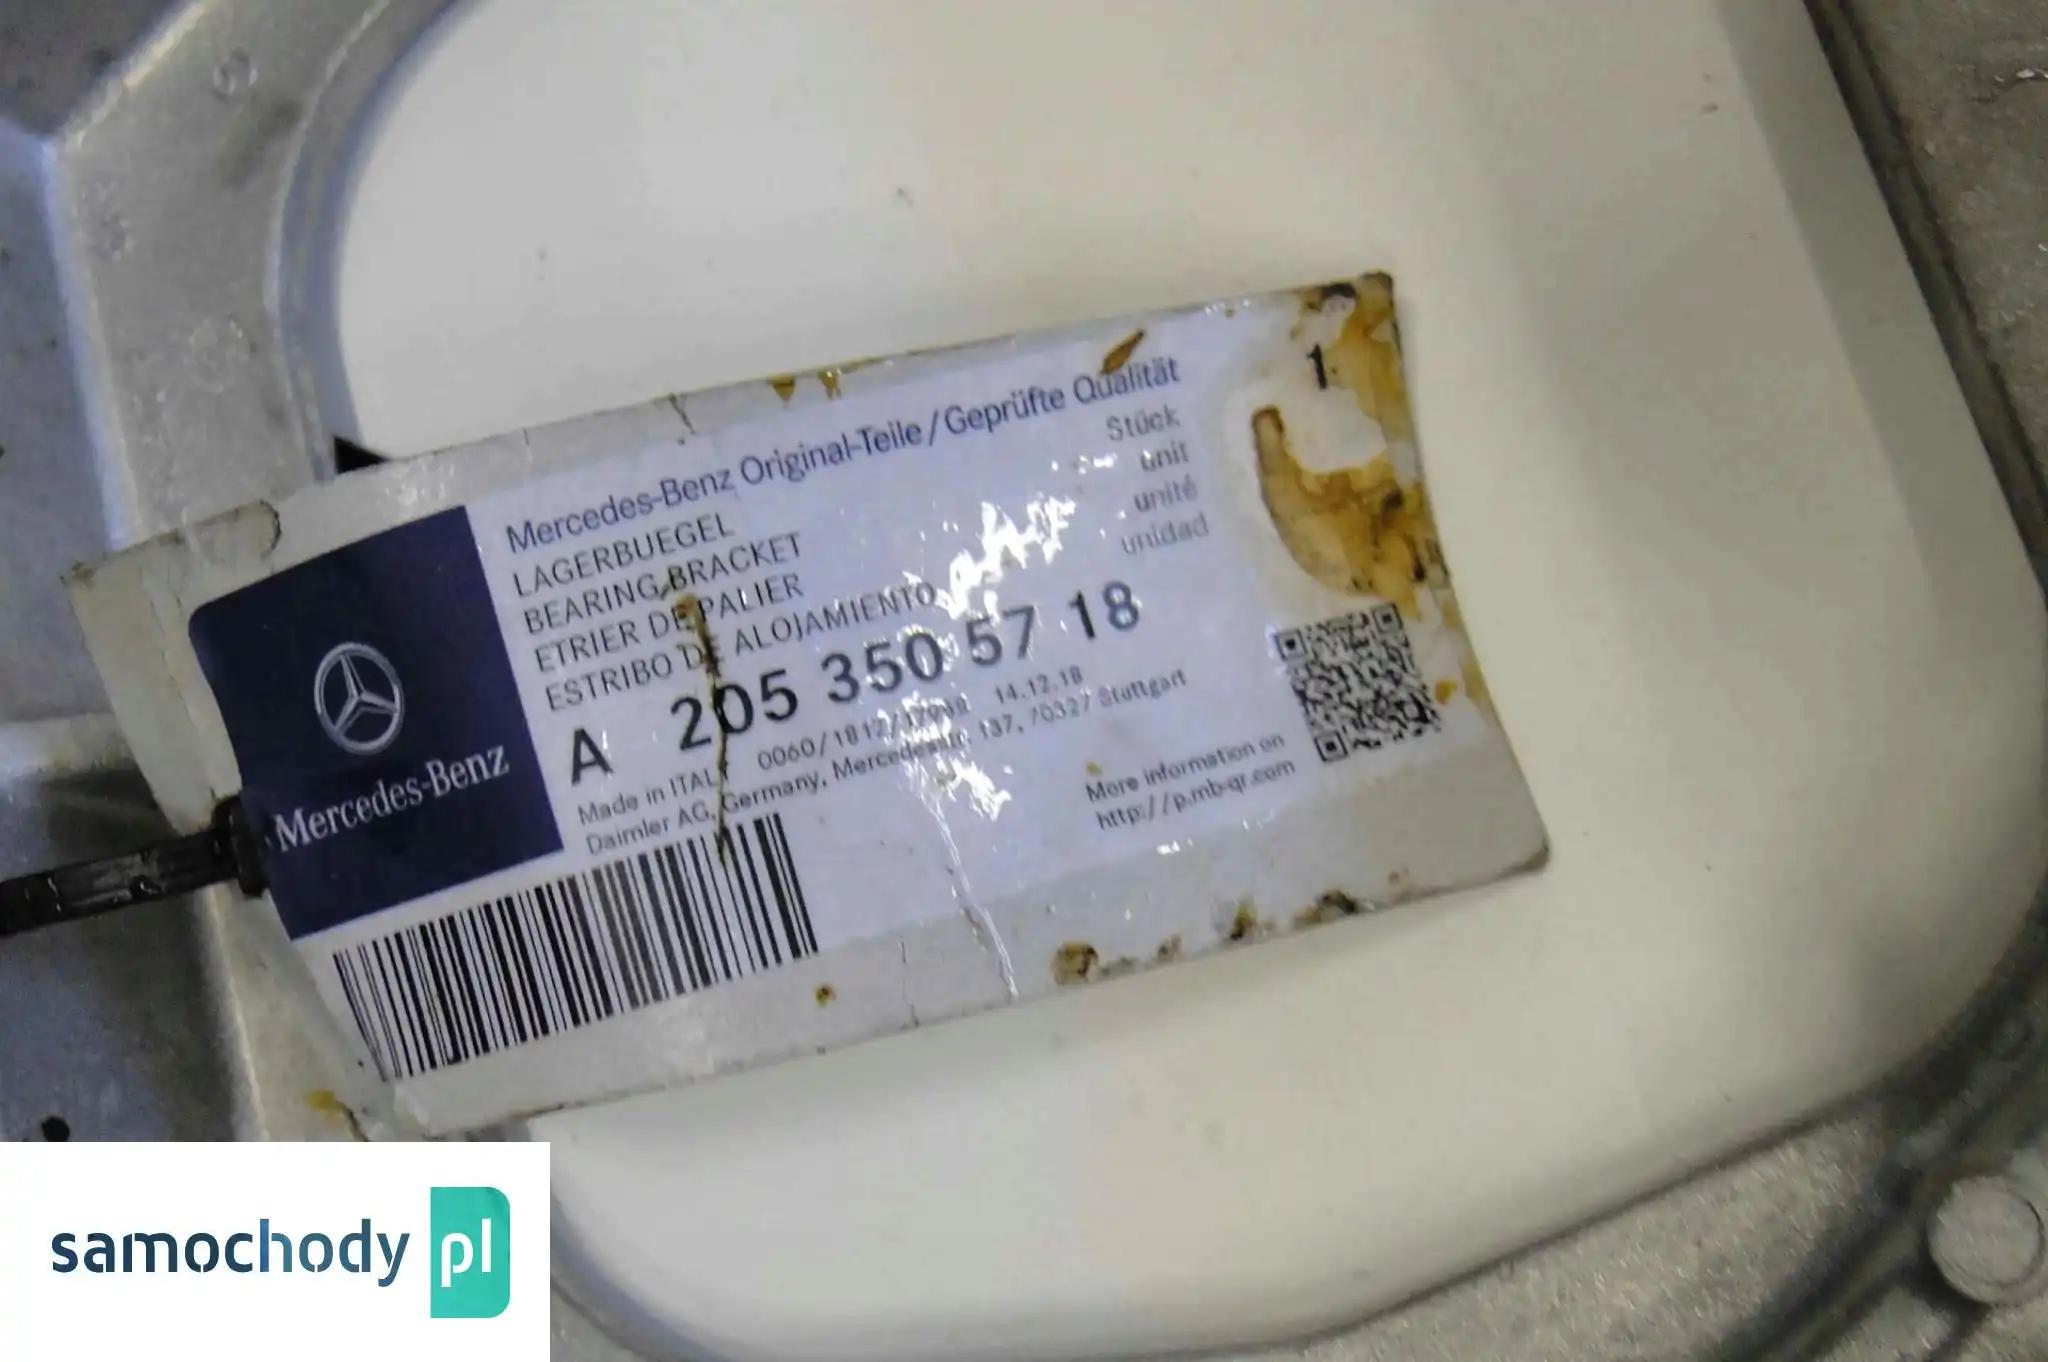 Mercedes-Benz Original-Teile/Geprüfte Qualität
LAGERBUEGEL
BEARING BRACKET
ETRIER DE PALIER
ESTRIBO DE ALOJAMIENTO
Stück
unit
unité
unidad
1
A 205 350 57 18
Made in ITALY 14.12.18
Daimler AG, Germany, Mercedesstr. 137, 70327 Stuttgart
More information on
http://p.mb-qr.com
Mercedes-Benz
samochody pl